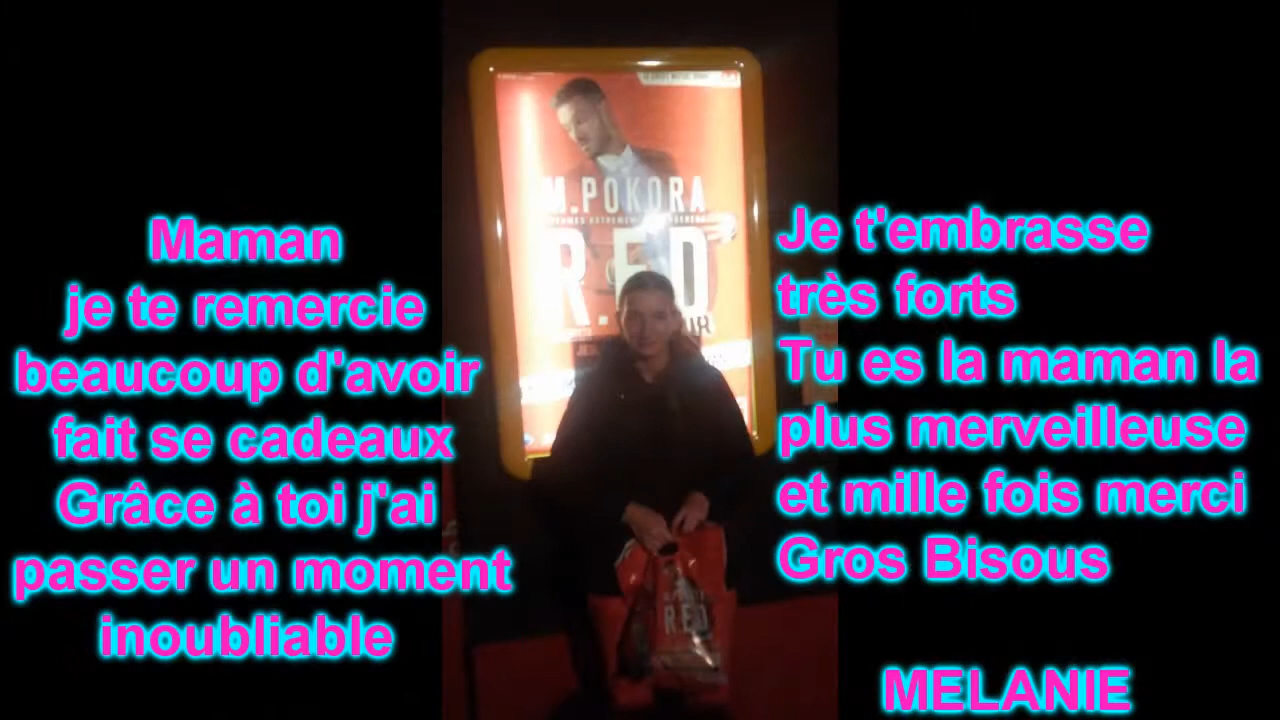 Maman
je te remercie
beaucoup d'avoir
fait se cadeaux
Grâce à toi j'ai
passer un moment
inoubliable
M.POKORA
R.E.D
RED
Je t'embrasse
très forts
Tu es la maman la
plus merveilleuse
et mille fois merci
Gros Bisous
MELANIE